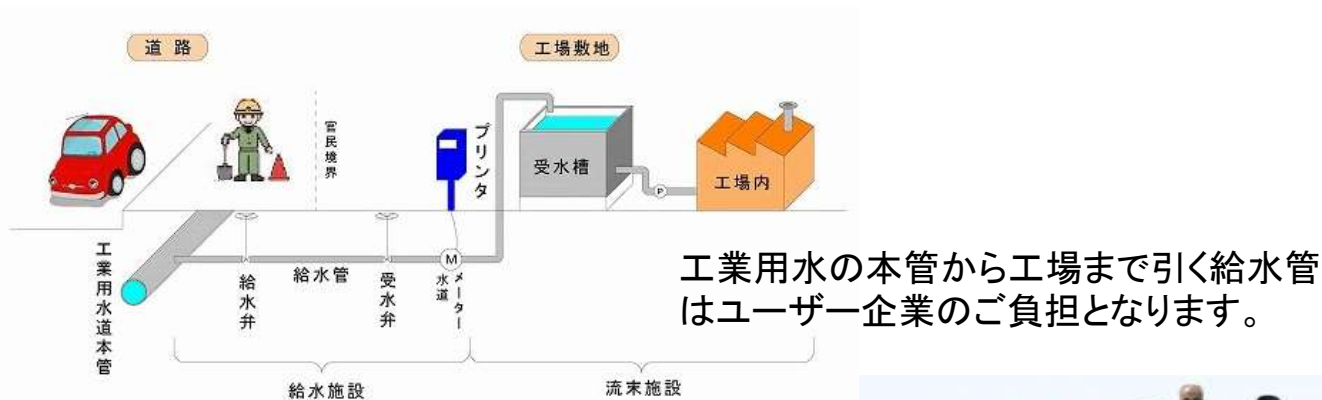 道路
工場敷地
官民境界
プリンタ
受水槽
工場内
P
工業用水道本管
給水弁
給水管
受水弁
M
水道
メーター
工業用水の本管から工場まで引く給水管
はユーザー企業のご負担となります。
給水施設
流末施設